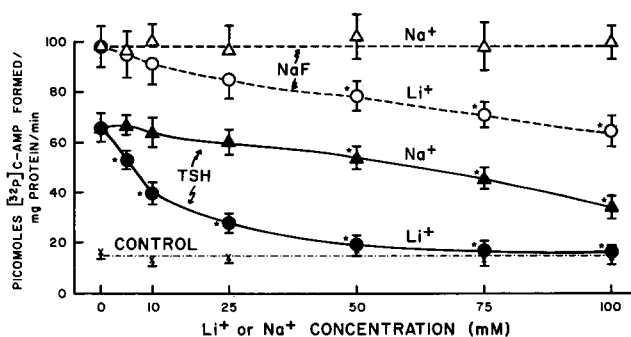 PICOMOLES [³²P] C-AMP FORMED/
mg PROTEIN/min
120
100
80
60
40
20
0
Na⁺
NaF
Li⁺
Na⁺
TSH
Li⁺
CONTROL
* * * * * * * * * * * *
0 10 25 50 75 100
Li⁺ or Na⁺ CONCENTRATION (mM)